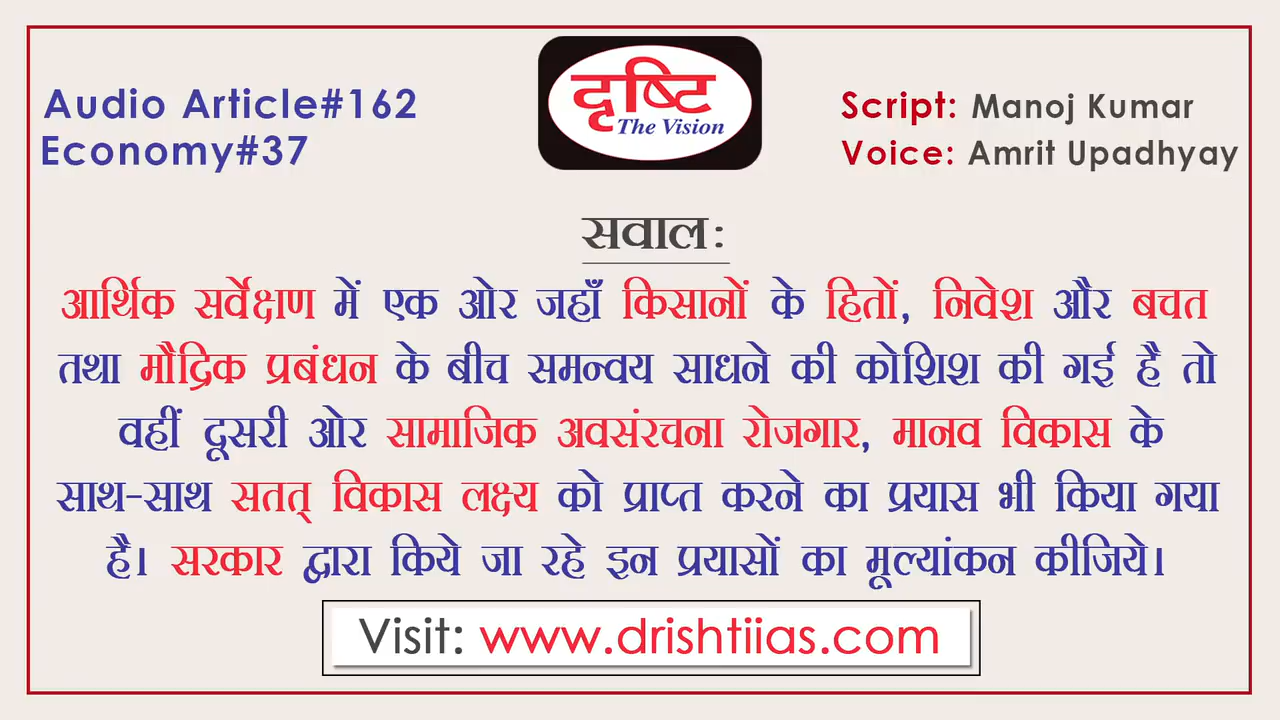 Audio Article#162
Economy#37
दृष्टि
The Vision
Script: Manoj Kumar
Voice: Amrit Upadhyay
सवालः
आर्थिक सर्वेक्षण में एक ओर जहाँ किसानों के हितों, निवेश और बचत
तथा मौद्रिक प्रबंधन के बीच समन्वय साधने की कोशिश की गई है तो
वहीं दूसरी ओर सामाजिक अवसंरचना रोजगार, मानव विकास के
साथ-साथ सतत् विकास लक्ष्य को प्राप्त करने का प्रयास भी किया गया
है। सरकार द्वारा किये जा रहे इन प्रयासों का मूल्यांकन कीजिये।
Visit: www.drishtiias.com